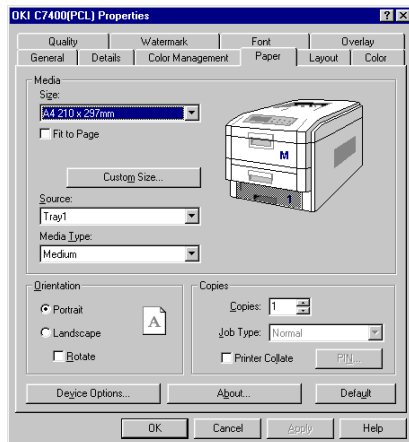 OKI C7400(PCL) Properties
Quality Watermark Font Overlay
General Details Color Management Paper Layout Color
Media
Size:
A4 210 x 297mm
Fit to Page
Custom Size...
Source:
Tray1
Media Type:
Medium
M
1
Orientation
Portrait
Landscape
Rotate
A
Copies
Copies: 1
Job Type: Normal
Printer Collate PIN...
Device Options... About... Default
OK Cancel Apply Help